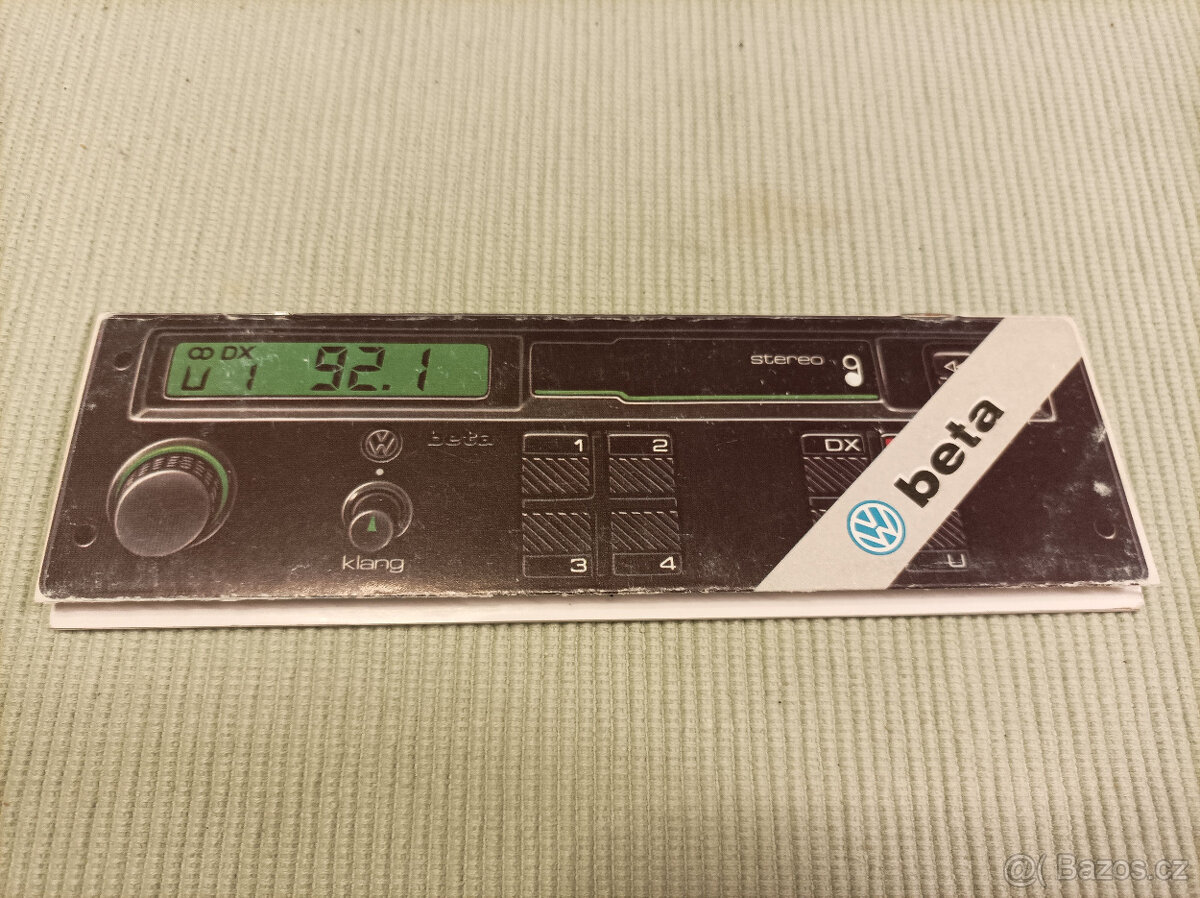 ∞ DX
U 1 92.1
stereo
beta
1
2
DX
klang
3
4
U
beta
@( Bazos.cz